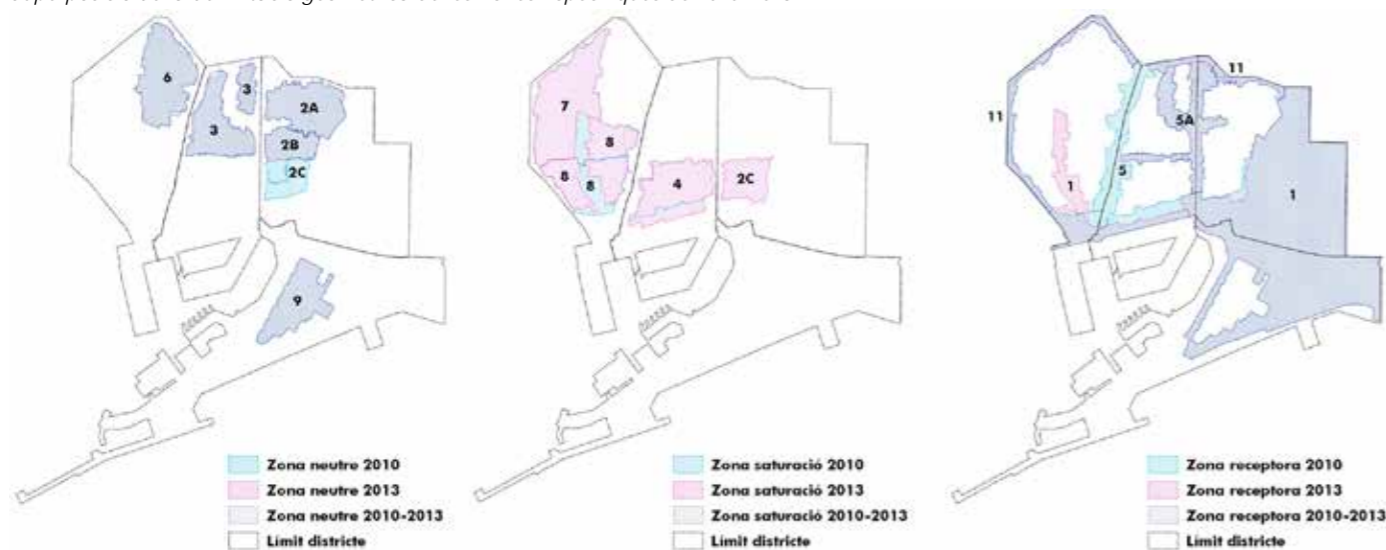 6
3
3
2A
2B
2C
9
Zona neutre 2010
Zona neutre 2013
Zona neutre 2010-2013
Límit districte
7
8
8
8
4
2C
Zona saturació 2010
Zona saturació 2013
Zona saturació 2010-2013
Límit districte
11
11
5A
5
1
1
Zona receptora 2010
Zona receptora 2013
Zona receptora 2010-2013
Límit districte